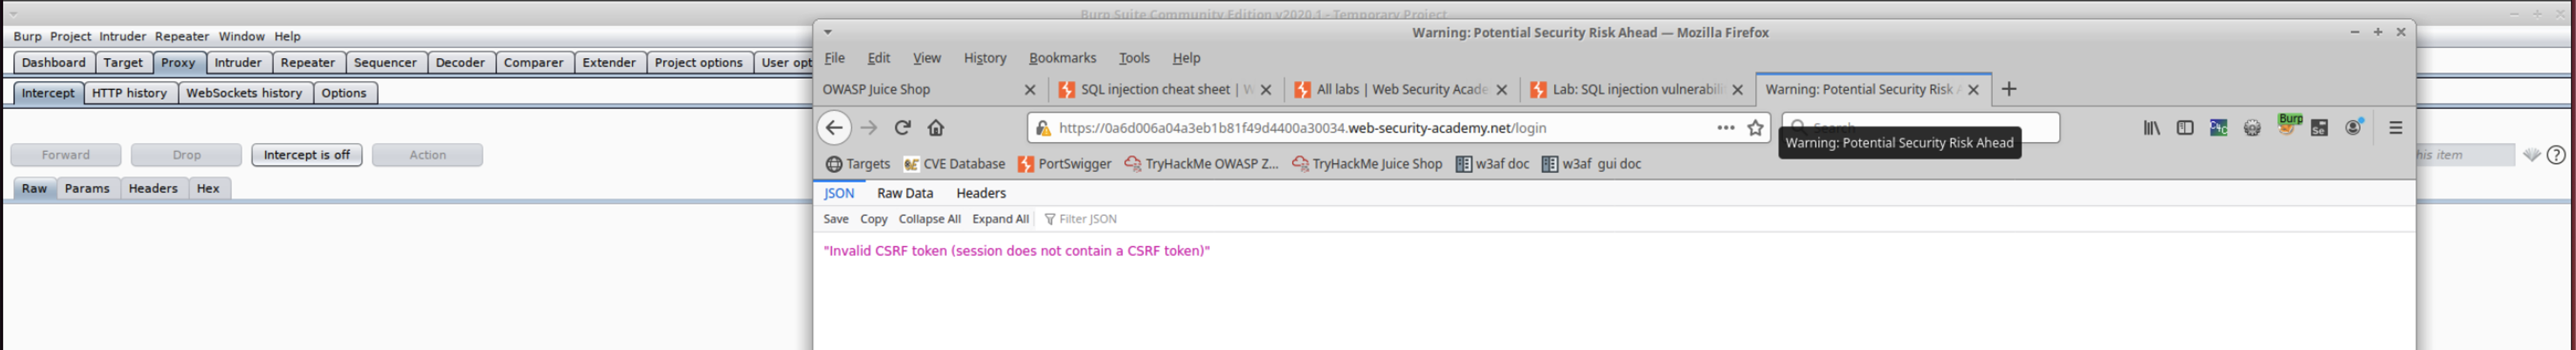 Burp Suite Community Edition v2020.1 - Temporary Project
Burp Project Intruder Repeater Window Help
Dashboard Target Proxy Intruder Repeater Sequencer Decoder Comparer Extender Project options User opt
Intercept HTTP history WebSockets history Options
Forward Drop Intercept is off Action
Raw Params Headers Hex
Warning: Potential Security Risk Ahead — Mozilla Firefox
File Edit View History Bookmarks Tools Help
OWASP Juice Shop SQL injection cheat sheet | W All labs | Web Security Acade Lab: SQL injection vulnerabili Warning: Potential Security Risk A
https://0a6d006a04a3eb1b81f49d4400a30034.web-security-academy.net/login Search Burp
Warning: Potential Security Risk Ahead
Targets CVE Database PortSwigger TryHackMe OWASP Z... TryHackMe Juice Shop w3af doc w3af gui doc
his item
JSON Raw Data Headers
Save Copy Collapse All Expand All Filter JSON
"Invalid CSRF token (session does not contain a CSRF token)"